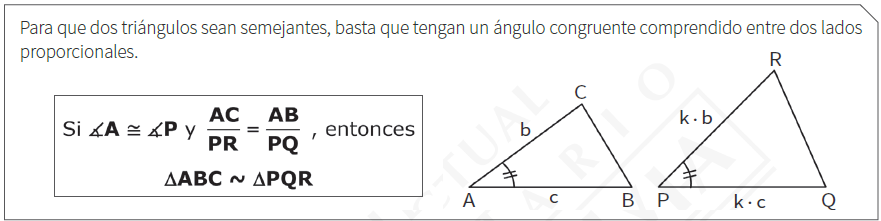 Para que dos triángulos sean semejantes, basta que tengan un ángulo congruente comprendido entre dos lados
proporcionales.
Si ∡A ≅ ∡P y AC/PR = AB/PQ , entonces
ΔABC ~ ΔPQR
C
b
A
c
B
R
k · b
P
k · c
Q